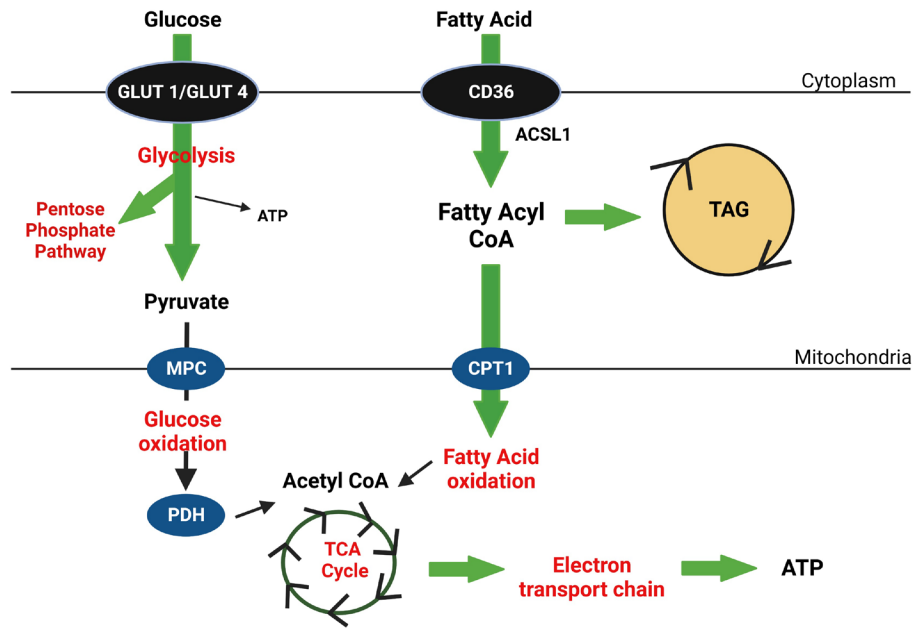 Glucose
Fatty Acid
Cytoplasm
GLUT 1/GLUT 4
CD36
ACSL1
Glycolysis
Pentose
Phosphate
Pathway
ATP
Fatty Acyl
CoA
TAG
Pyruvate
Mitochondria
MPC
CPT1
Glucose
oxidation
Fatty Acid
oxidation
Acetyl CoA
PDH
TCA
Cycle
Electron
transport chain
ATP